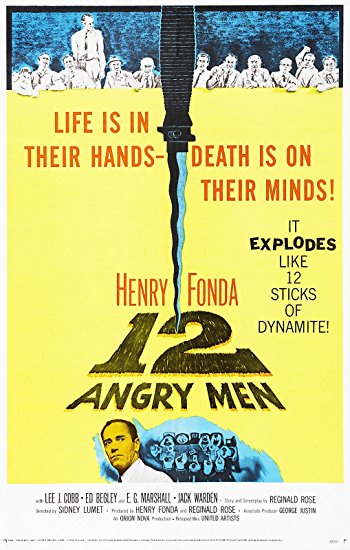 LIFE IS IN
THEIR HANDS- DEATH IS ON
THEIR MINDS!
IT
EXPLODES
LIKE
12
STICKS
OF
DYNAMITE!
HENRY FONDA
12
ANGRY MEN
with LEE J. COBB · ED BEGLEY and E. G. MARSHALL · JACK WARDEN · Story and Screenplay by REGINALD ROSE
Directed by SIDNEY LUMET · Produced by HENRY FONDA and REGINALD ROSE · Associate Producer GEORGE JUSTIN
An ORION NOVA Production · Released thru UNITED ARTISTS